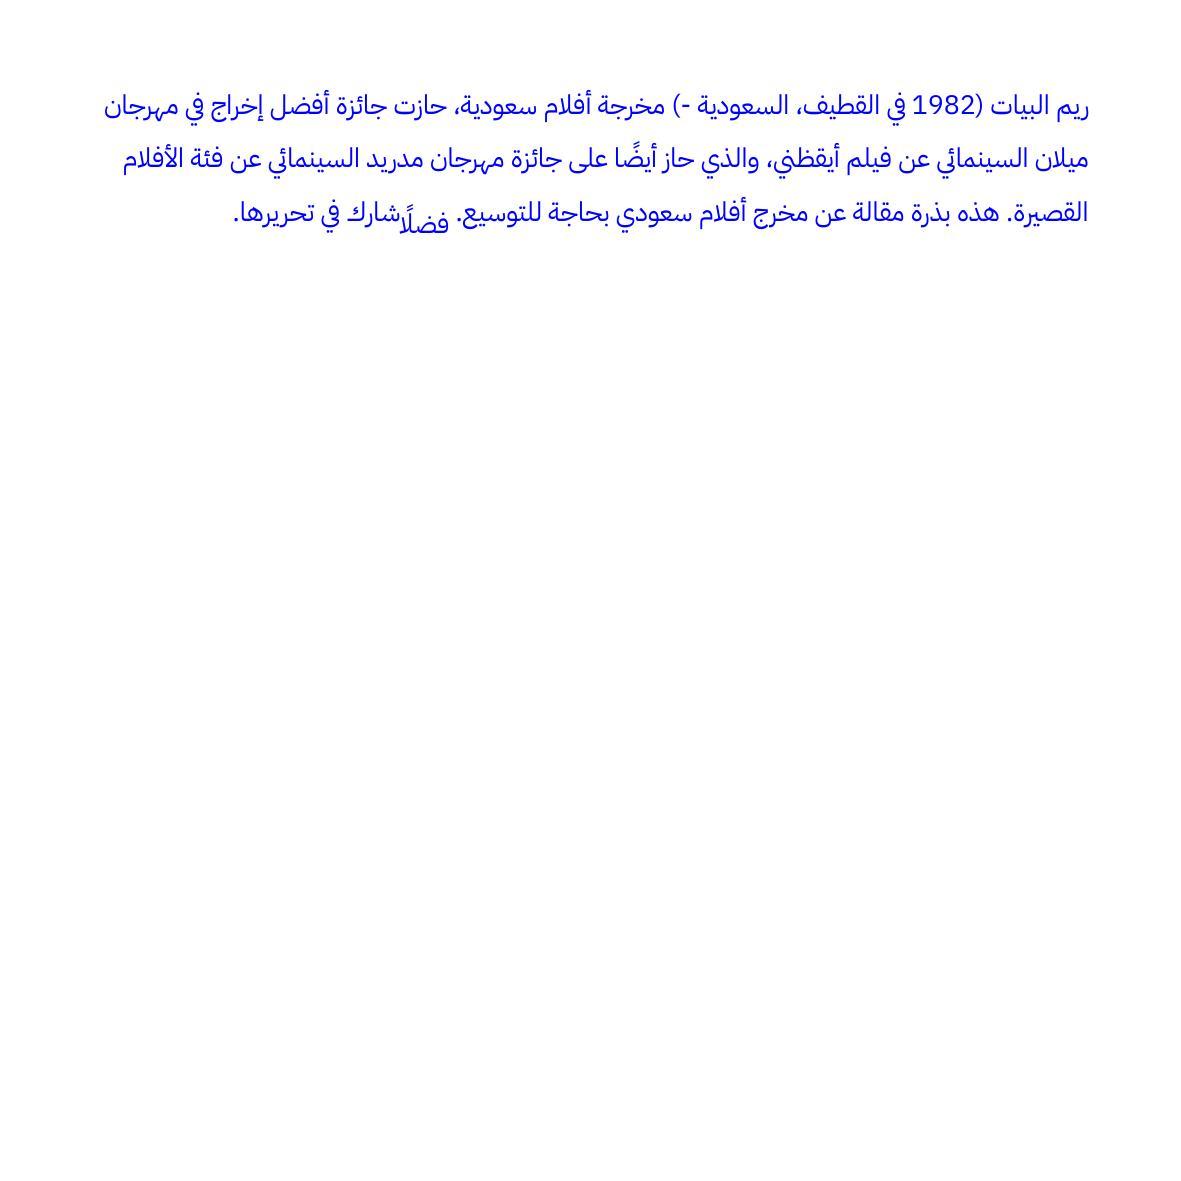 ريم البيات (1982 في القطيف، السعودية -) مخرجة أفلام سعودية، حازت جائزة أفضل إخراج في مهرجان
ميلان السينمائي عن فيلم أيقظني، والذي حاز أيضًا على جائزة مهرجان مدريد السينمائي عن فئة الأفلام
القصيرة. هذه بذرة مقالة عن مخرج أفلام سعودي بحاجة للتوسيع. فضلًا شارك في تحريرها.